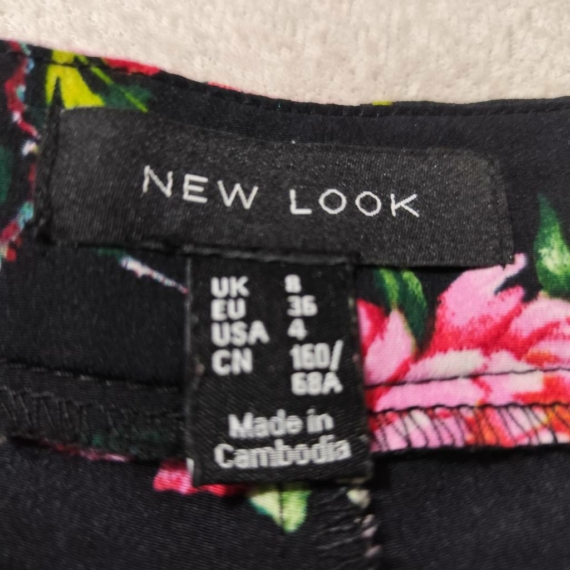 NEW LOOK
UK 8
EU 36
USA 4
CN 160/
68A
Made in
Cambodia